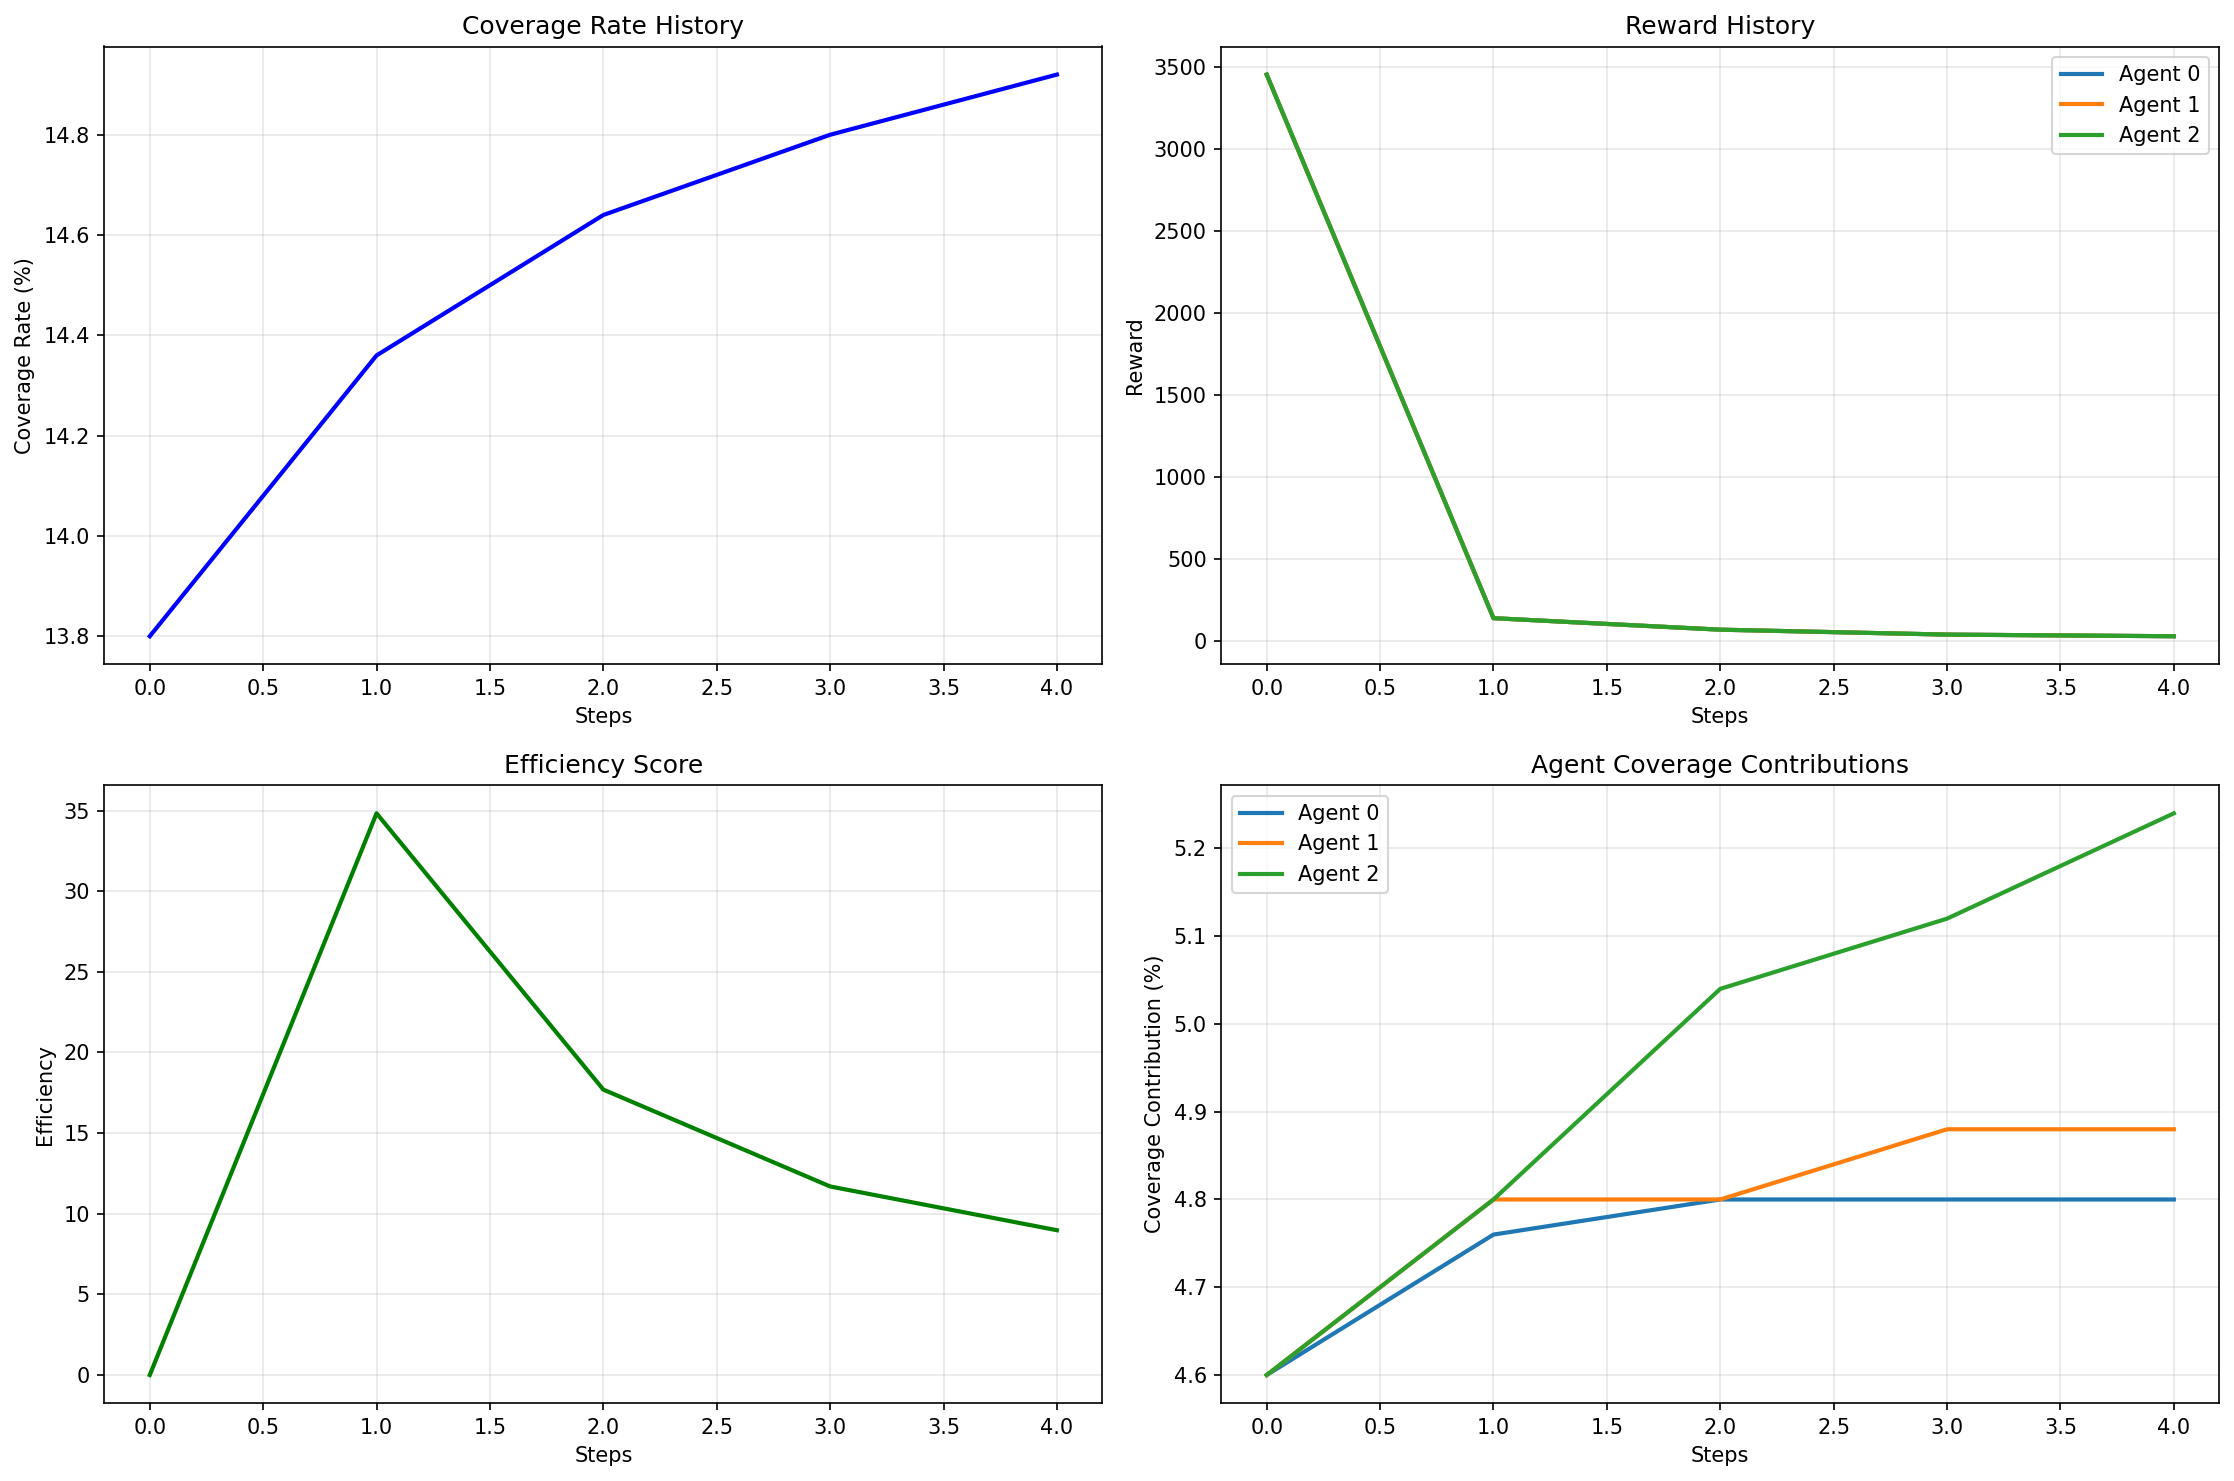 Coverage Rate History
Coverage Rate (%)
14.8
14.6
14.4
14.2
14.0
13.8
0.0 0.5 1.0 1.5 2.0 2.5 3.0 3.5 4.0
Steps
Reward History
Reward
3500
3000
2500
2000
1500
1000
500
0
Agent 0
Agent 1
Agent 2
0.0 0.5 1.0 1.5 2.0 2.5 3.0 3.5 4.0
Steps
Efficiency Score
Efficiency
35
30
25
20
15
10
5
0
0.0 0.5 1.0 1.5 2.0 2.5 3.0 3.5 4.0
Steps
Agent Coverage Contributions
Coverage Contribution (%)
Agent 0
Agent 1
Agent 2
5.2
5.1
5.0
4.9
4.8
4.7
4.6
0.0 0.5 1.0 1.5 2.0 2.5 3.0 3.5 4.0
Steps